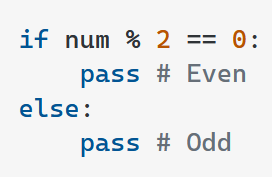 if num % 2 == 0:
    pass # Even
else:
    pass # Odd